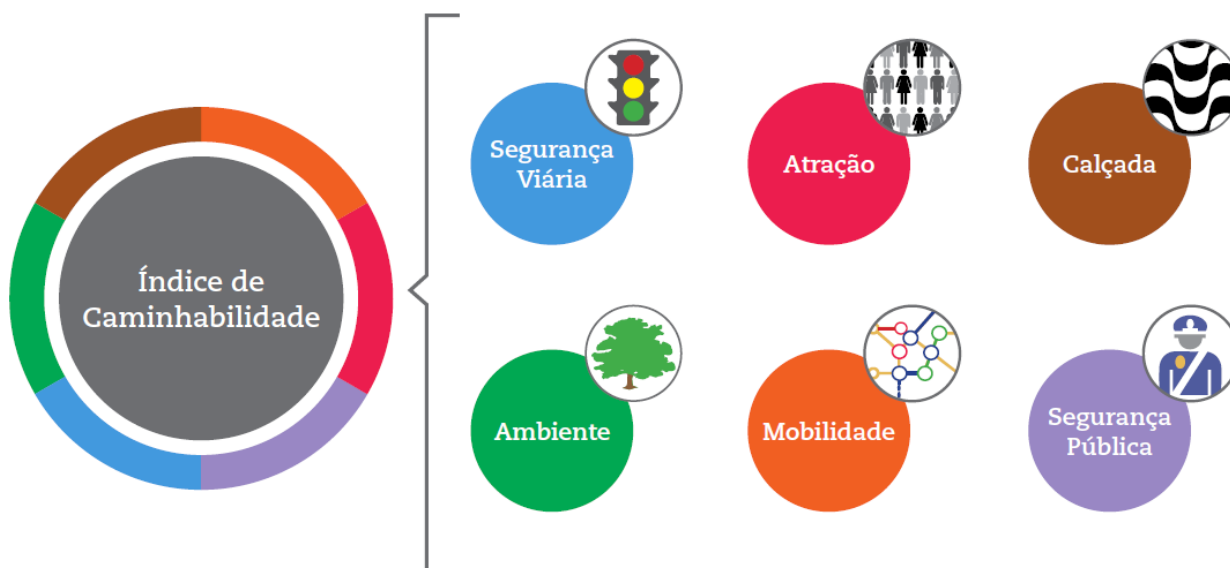 Índice de
Caminhabilidade
Segurança
Viária
Atração
Calçada
Ambiente
Mobilidade
Segurança
Pública